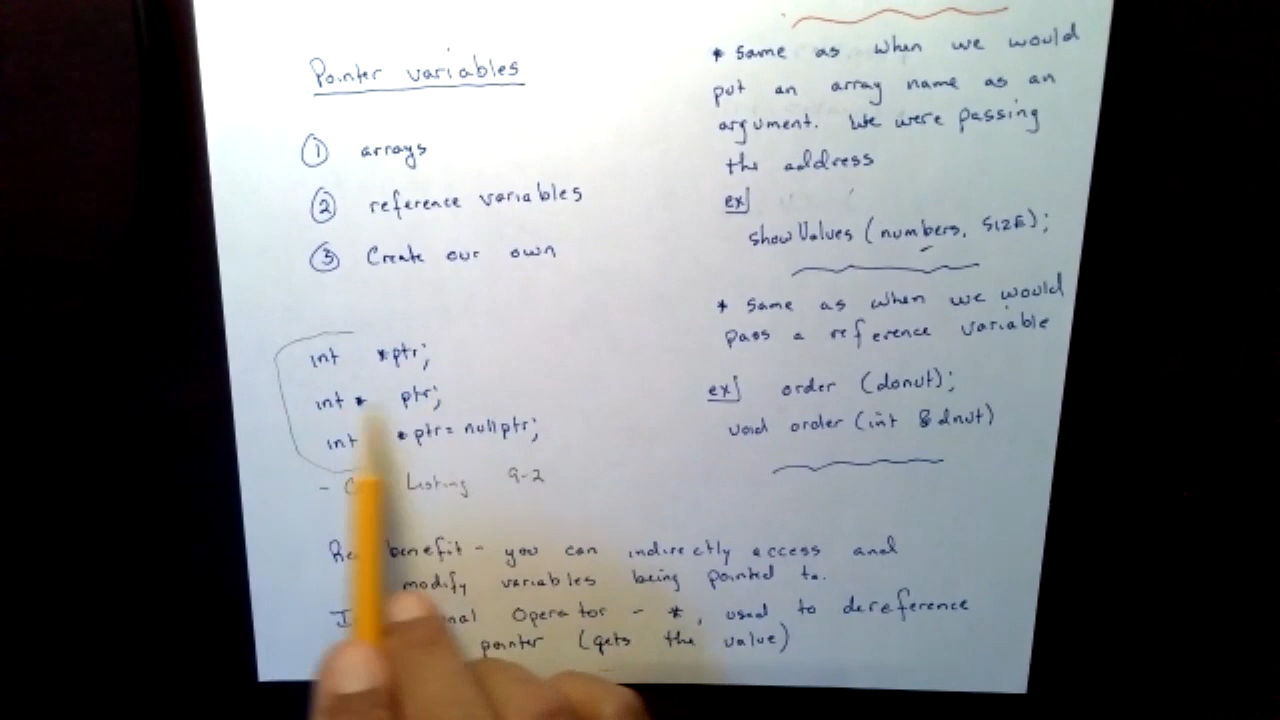 Pointer variables
① arrays
② reference variables
③ Create our own
int *ptr;
int * ptr;
int *ptr = nullptr;
- Listing 9-2
benefit - you can indirectly access and
modify variables being pointed to.
Operator - *, used to dereference
pointer (gets the value)
* Same as when we would
put an array name as an
argument. We were passing
the address
ex]
showValues (numbers, SIZE);
* Same as when we would
pass a reference variable
ex] order (donut);
void order (int & dnut)